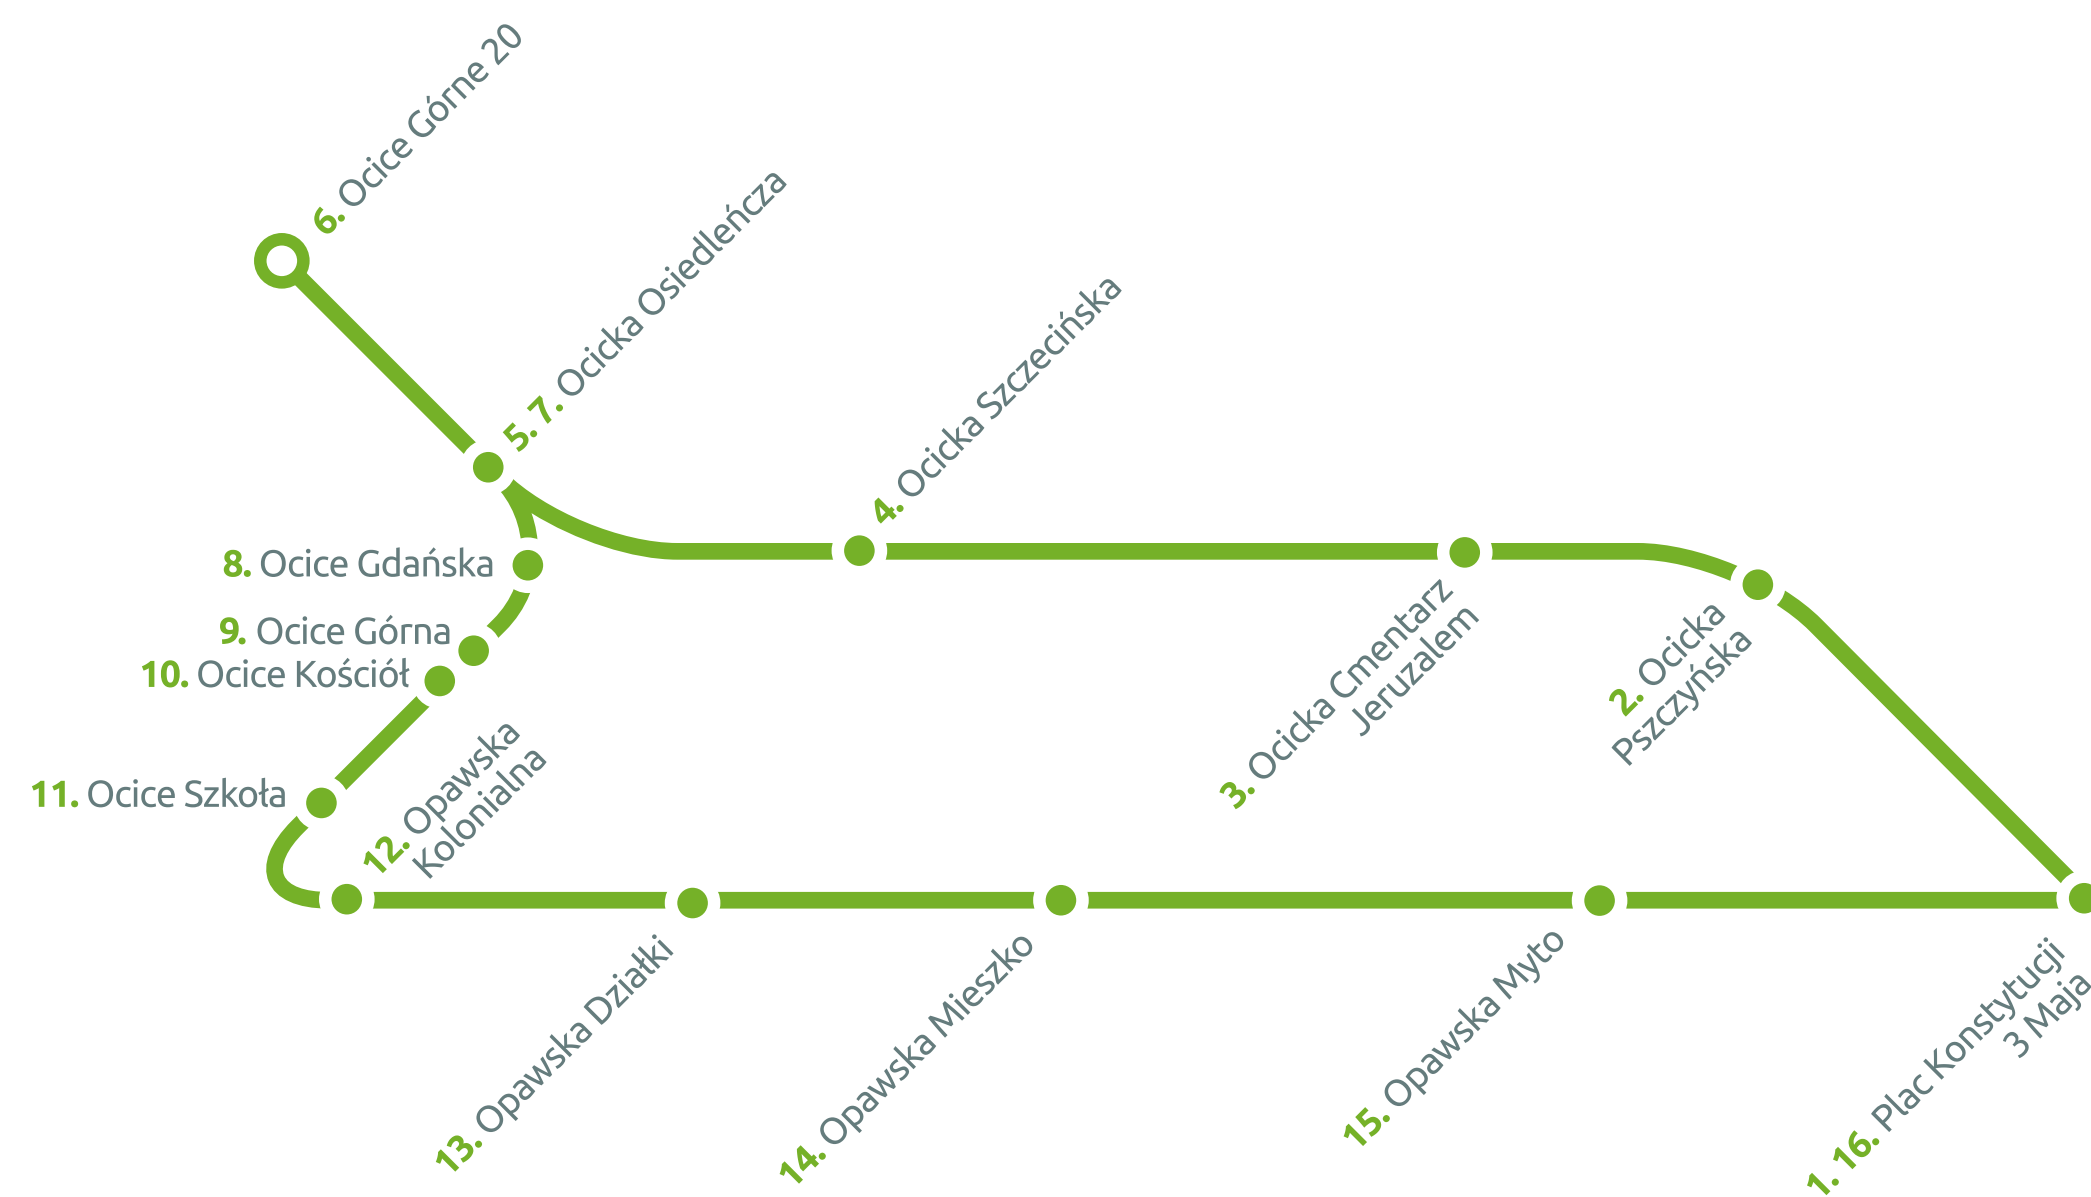 6. Ocice Górne 20
5. 7. Ocicka Osiedleńcza
4. Ocicka Szczecińska
8. Ocice Gdańska
9. Ocice Górna
10. Ocice Kościół
3. Ocicka Cmentarz
Jeruzalem
2. Ocicka
Pszczyńska
11. Ocice Szkoła
12. Opawska
Kolonialna
13. Opawska Działki
14. Opawska Mieszko
15. Opawska Myto
1. 16. Plac Konstytucji
3 Maja